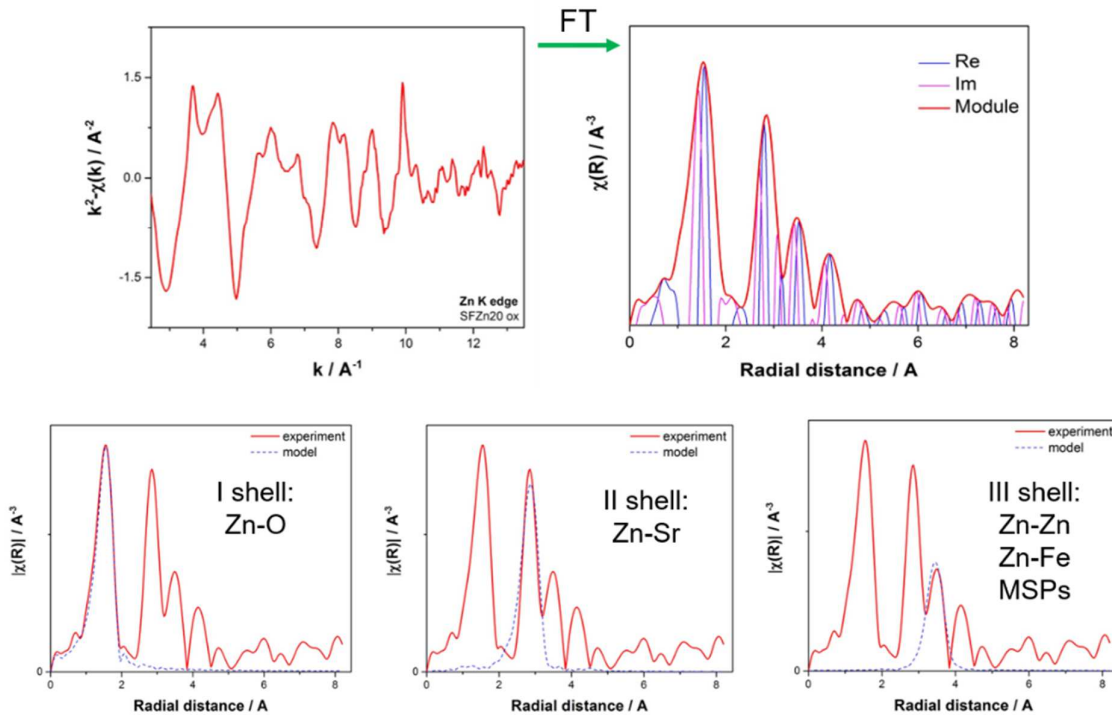 FT
1.5
0.0
-1.5
k²-χ(k) / A⁻²
4 6 8 10 12
k / A⁻¹
Zn K edge
SFZn20 ox
Re
Im
Module
χ(R) / A⁻³
0 2 4 6 8
Radial distance / A
experiment
model
I shell:
Zn-O
|χ(R)| / A⁻³
0
0 2 4 6 8
Radial distance / A
experiment
model
II shell:
Zn-Sr
|χ(R)| / A⁻³
0
0 2 4 6 8
Radial distance / A
experiment
model
III shell:
Zn-Zn
Zn-Fe
MSPs
|χ(R)| / A⁻³
0
0 2 4 6 8
Radial distance / A